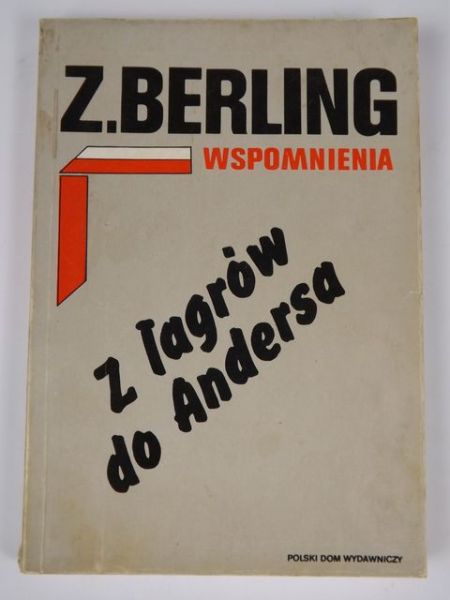 Z.BERLING
WSPOMNIENIA
Z łagrów
do Andersa
POLSKI DOM WYDAWNICZY